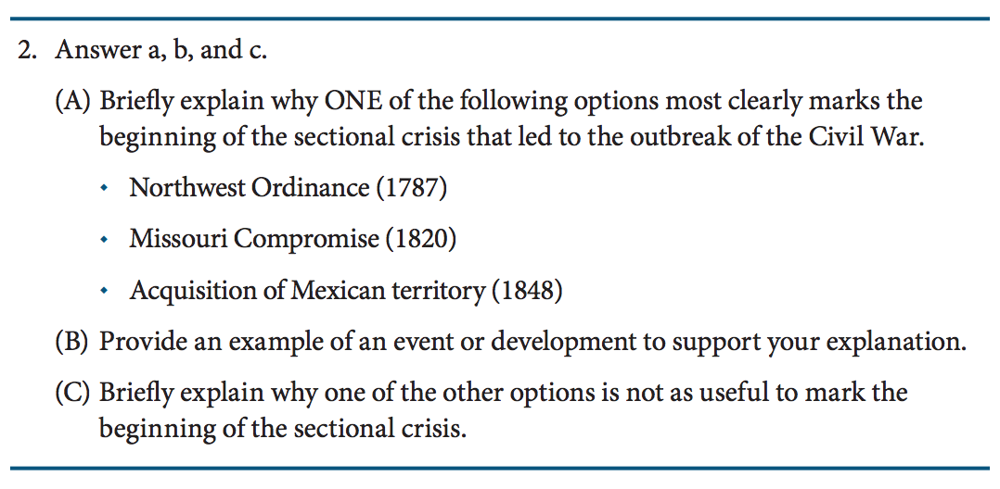 2. Answer a, b, and c.
(A) Briefly explain why ONE of the following options most clearly marks the
beginning of the sectional crisis that led to the outbreak of the Civil War.
• Northwest Ordinance (1787)
• Missouri Compromise (1820)
• Acquisition of Mexican territory (1848)
(B) Provide an example of an event or development to support your explanation.
(C) Briefly explain why one of the other options is not as useful to mark the
beginning of the sectional crisis.